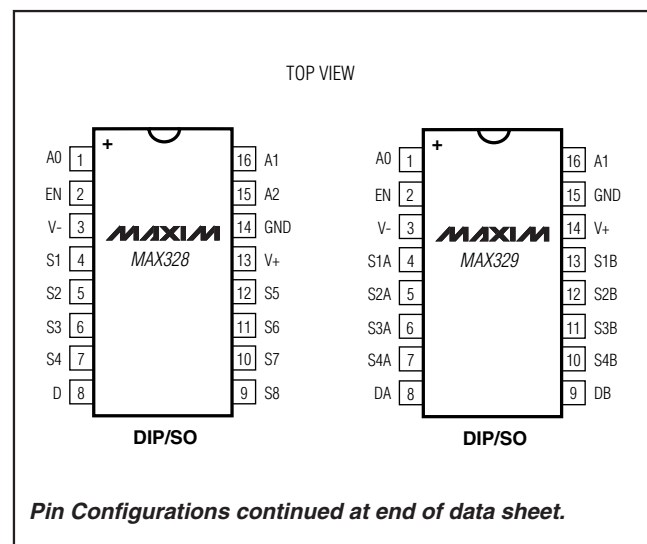 TOP VIEW
+
A0 1 16 A1
EN 2 15 A2
V- 3 14 GND
S1 4 13 V+
S2 5 12 S5
S3 6 11 S6
S4 7 10 S7
D 8 9 S8
MAXIM
MAX328
DIP/SO
+
A0 1 16 A1
EN 2 15 GND
V- 3 14 V+
S1A 4 13 S1B
S2A 5 12 S2B
S3A 6 11 S3B
S4A 7 10 S4B
DA 8 9 DB
MAXIM
MAX329
DIP/SO
Pin Configurations continued at end of data sheet.